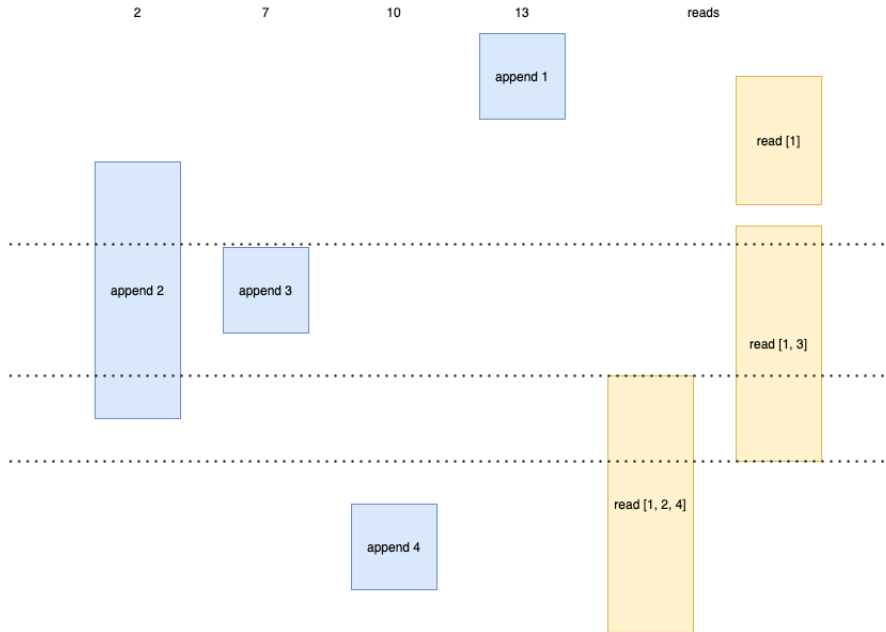 2 7 10 13 reads
append 1
read [1]
append 2 append 3
read [1, 3]
read [1, 2, 4]
append 4